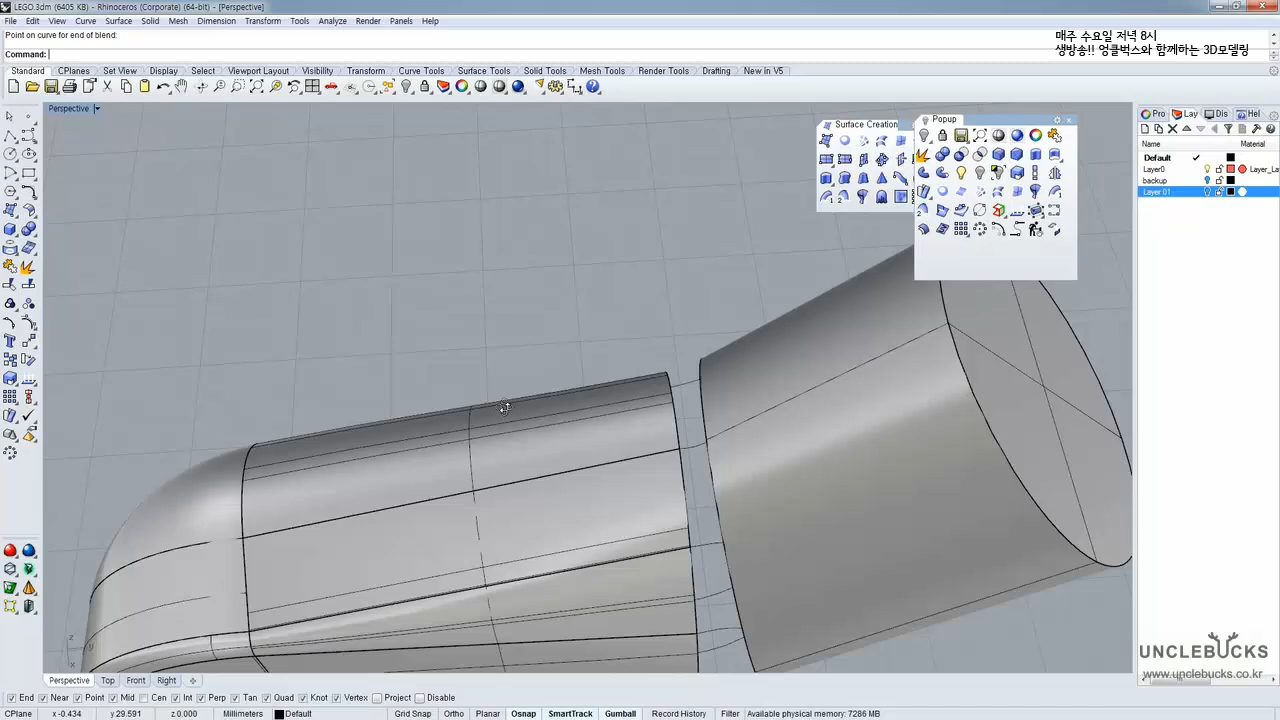 LEGO.3dm (6405 KB) - Rhinoceros (Corporate) (64-bit) - [Perspective]
File Edit View Curve Surface Solid Mesh Dimension Transform Tools Analyze Render Panels Help
Point on curve for end of blend:
Command:
매주 수요일 저녁 8시
생방송!! 엉클벅스와 함께하는 3D모델링
Standard CPlanes Set View Display Select Viewport Layout Visibility Transform Curve Tools Surface Tools Solid Tools Mesh Tools Render Tools Drafting New in V5
Perspective
Surface Creation
Popup
Pro Lay Dis Hel
Name Material
Default
Layer0 Layer_La
backup
Layer 01
z
y
x
UNCLEBUCKS
www.unclebucks.co.kr
Perspective Top Front Right
End Near Point Mid Cen Int Perp Tan Quad Knot Vertex Project Disable
CPlane x -0.434 y 29.591 z 0.000 Millimeters Default Grid Snap Ortho Planar Osnap SmartTrack Gumball Record History Filter Available physical memory: 7286 MB